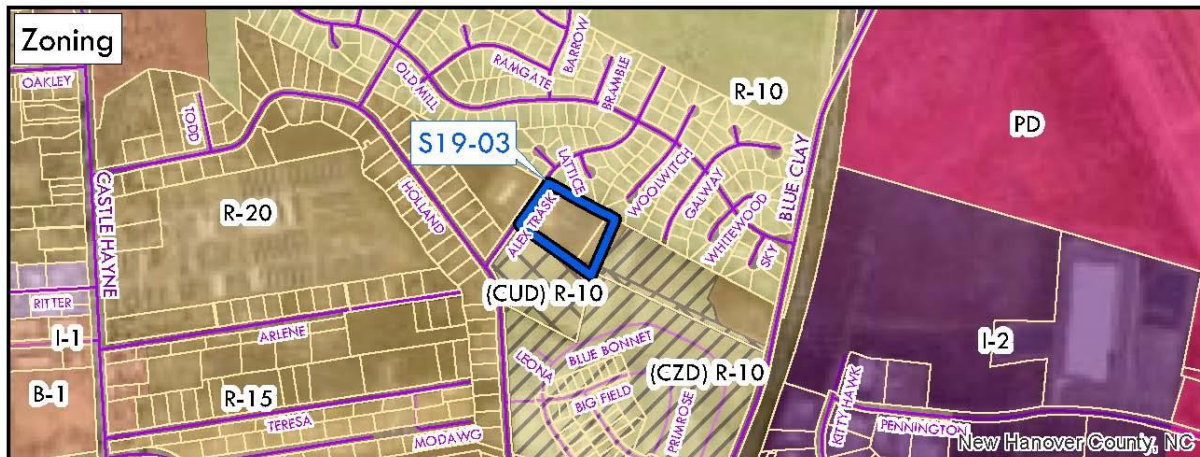 Zoning
OAKLEY
TODD
CASTLE HAYNE
RITTER
I-1
B-1
R-20
ARLENE
R-15
TERESA
MODAWG
HOLLAND
OLD MILL
RAMGATE
BARROW
BRAMBLE
S19-03
LATTICE
ALEX TRASK
WOOLWITCH
GALWAY
WHITEWOOD
SKY
BLUE CLAY
R-10
PD
(CUD) R-10
LEONA
BLUE BONNET
BIG FIELD
(CZD) R-10
PRIMROSE
I-2
KITTY HAWK
PENNINGTON
New Hanover County, NC